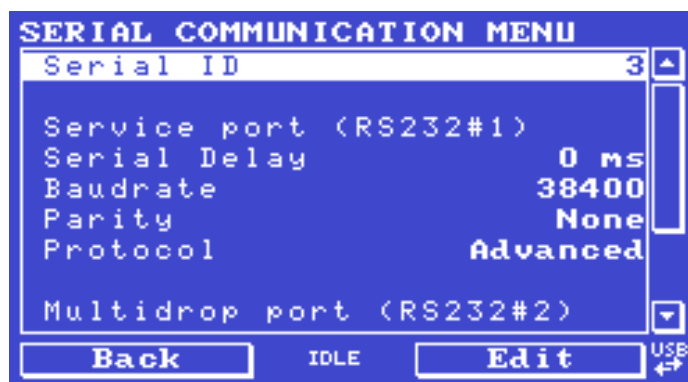 SERIAL COMMUNICATION MENU
Serial ID 3
Service port (RS232#1)
Serial Delay 0 ms
Baudrate 38400
Parity None
Protocol Advanced
Multidrop port (RS232#2)
Back IDLE Edit USB